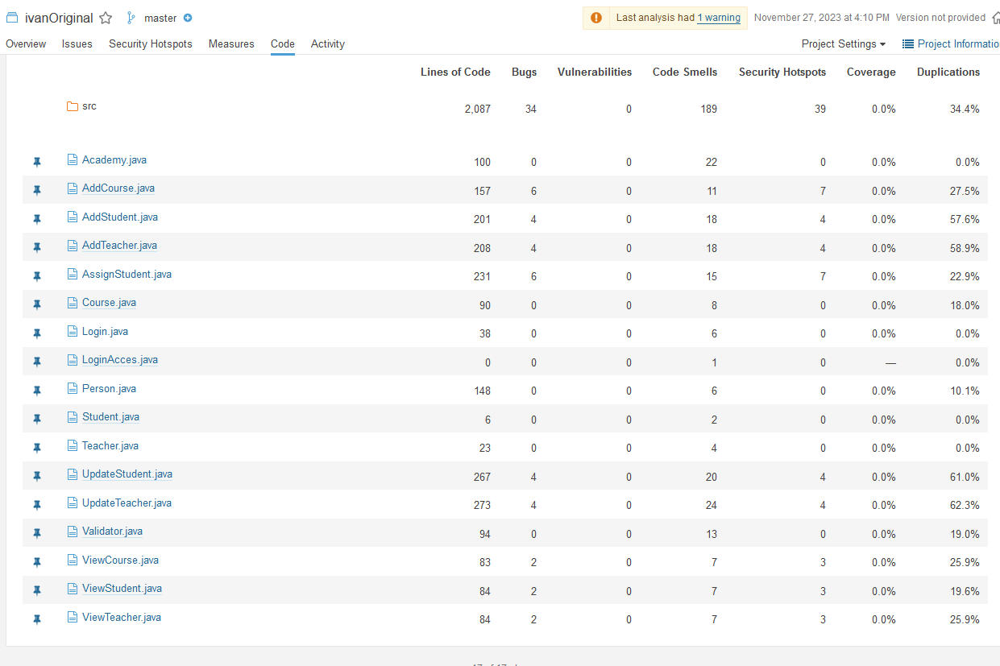 ivanOriginal master Last analysis had 1 warning November 27, 2023 at 4:10 PM Version not provided
Overview Issues Security Hotspots Measures Code Activity Project Settings Project Informatio
Lines of Code Bugs Vulnerabilities Code Smells Security Hotspots Coverage Duplications
src 2,087 34 0 189 39 0.0% 34.4%
Academy.java 100 0 0 22 0 0.0% 0.0%
AddCourse.java 157 6 0 11 7 0.0% 27.5%
AddStudent.java 201 4 0 18 4 0.0% 57.6%
AddTeacher.java 208 4 0 18 4 0.0% 58.9%
AssignStudent.java 231 6 0 15 7 0.0% 22.9%
Course.java 90 0 0 8 0 0.0% 18.0%
Login.java 38 0 0 6 0 0.0% 0.0%
LoginAcces.java 0 0 0 1 0 — 0.0%
Person.java 148 0 0 6 0 0.0% 10.1%
Student.java 6 0 0 2 0 0.0% 0.0%
Teacher.java 23 0 0 4 0 0.0% 0.0%
UpdateStudent.java 267 4 0 20 4 0.0% 61.0%
UpdateTeacher.java 273 4 0 24 4 0.0% 62.3%
Validator.java 94 0 0 13 0 0.0% 19.0%
ViewCourse.java 83 2 0 7 3 0.0% 25.9%
ViewStudent.java 84 2 0 7 3 0.0% 19.6%
ViewTeacher.java 84 2 0 7 3 0.0% 25.9%